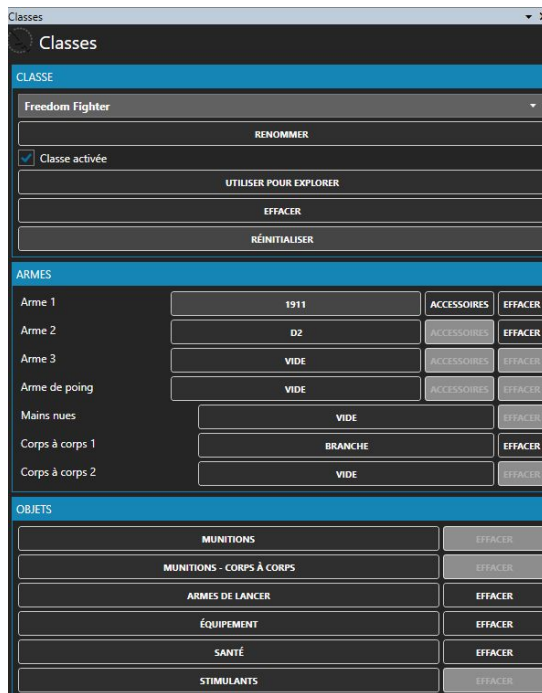 Classes
Classes
CLASSE
Freedom Fighter
RENOMMER
Classe activée
UTILISER POUR EXPLORER
EFFACER
RÉINITIALISER
ARMES
Arme 1 1911 ACCESSOIRES EFFACER
Arme 2 D2 ACCESSOIRES EFFACER
Arme 3 VIDE ACCESSOIRES EFFACER
Arme de poing VIDE ACCESSOIRES EFFACER
Mains nues VIDE EFFACER
Corps à corps 1 BRANCHE EFFACER
Corps à corps 2 VIDE EFFACER
OBJETS
MUNITIONS EFFACER
MUNITIONS - CORPS À CORPS EFFACER
ARMES DE LANCER EFFACER
ÉQUIPEMENT EFFACER
SANTÉ EFFACER
STIMULANTS EFFACER